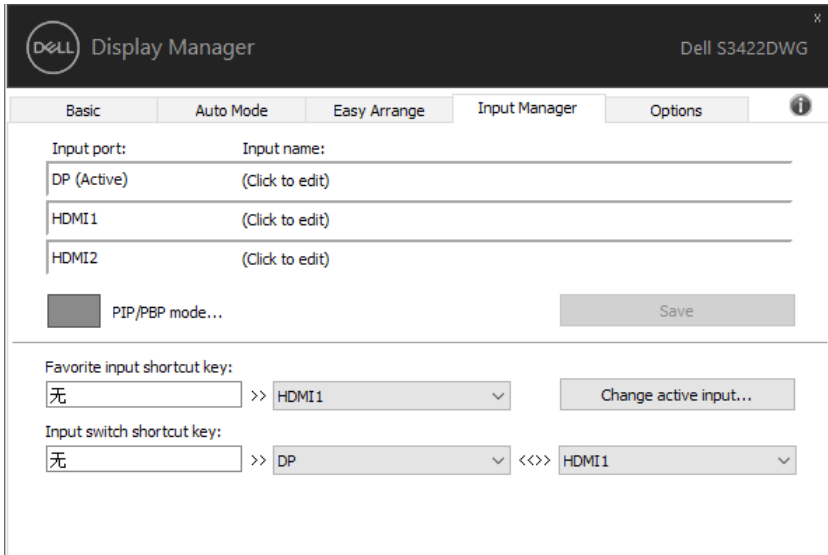 x
DELL Display Manager Dell S3422DWG
Basic Auto Mode Easy Arrange Input Manager Options i
Input port: Input name:
DP (Active) (Click to edit)
HDMI1 (Click to edit)
HDMI2 (Click to edit)
PIP/PBP mode... Save
Favorite input shortcut key:
无 >> HDMI1 Change active input...
Input switch shortcut key:
无 >> DP <<>> HDMI1